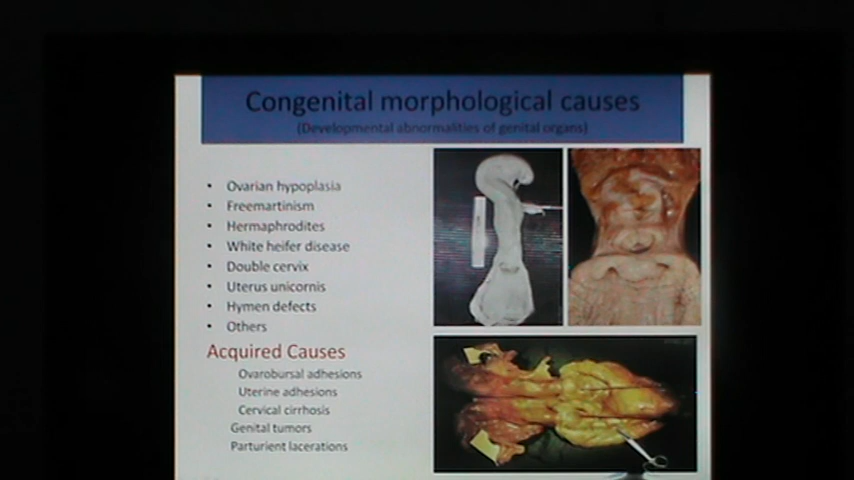 Congenital morphological causes
(Developmental abnormalities of genital organs)
• Ovarian hypoplasia
• Freemartinism
• Hermaphrodites
• White heifer disease
• Double cervix
• Uterus unicornis
• Hymen defects
• Others
Acquired Causes
Ovarobursal adhesions
Uterine adhesions
Cervical cirrhosis
Genital tumors
Parturient lacerations